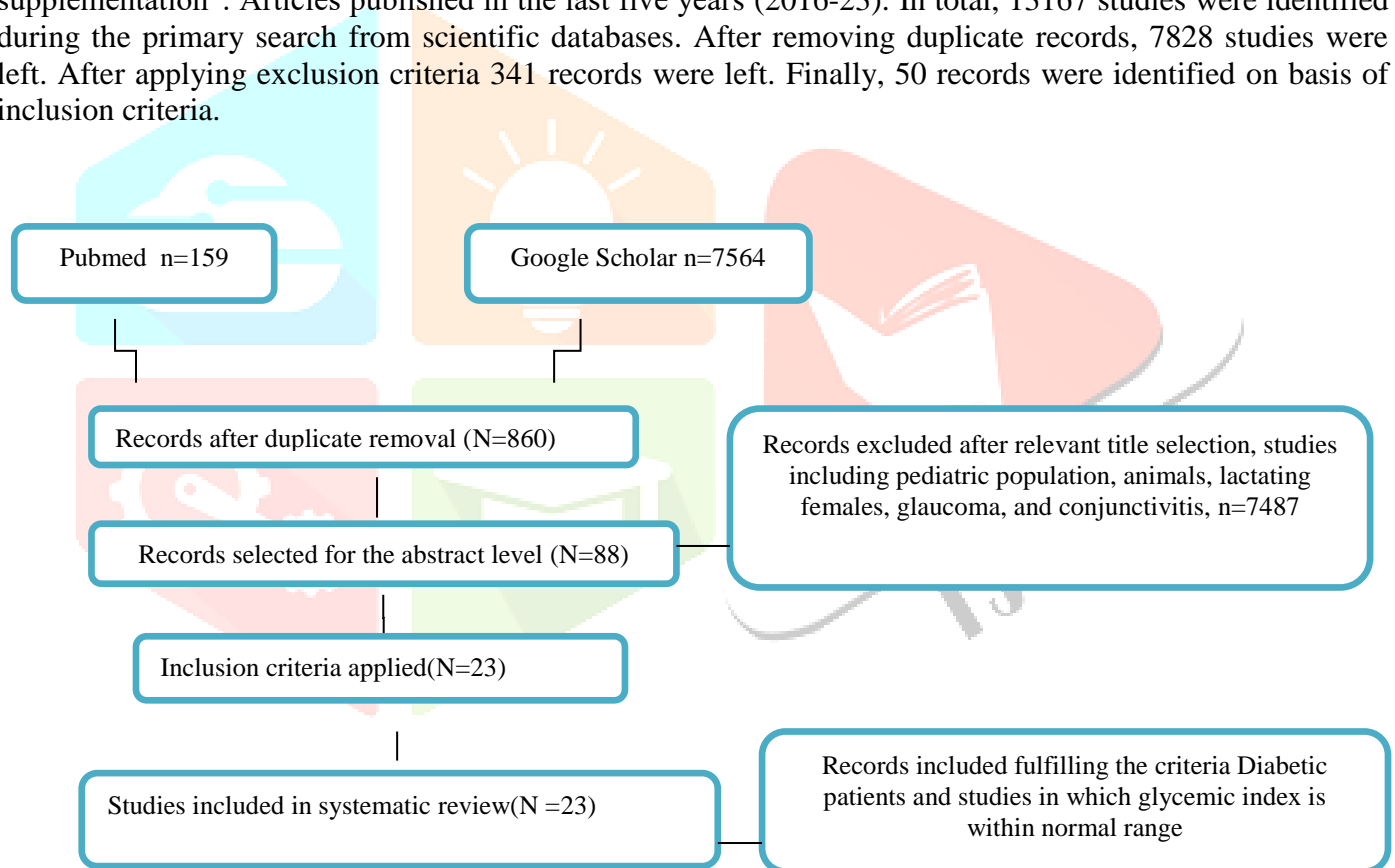 supplementation". Articles published in the last five years (2016-23). In total, 15167 studies were identified
during the primary search from scientific databases. After removing duplicate records, 7828 studies were
left. After applying exclusion criteria 341 records were left. Finally, 50 records were identified on basis of
inclusion criteria.
Pubmed n=159
Google Scholar n=7564
Records after duplicate removal (N=860)
Records excluded after relevant title selection, studies
including pediatric population, animals, lactating
females, glaucoma, and conjunctivitis, n=7487
Records selected for the abstract level (N=88)
Inclusion criteria applied(N=23)
Studies included in systematic review(N =23)
Records included fulfilling the criteria Diabetic
patients and studies in which glycemic index is
within normal range